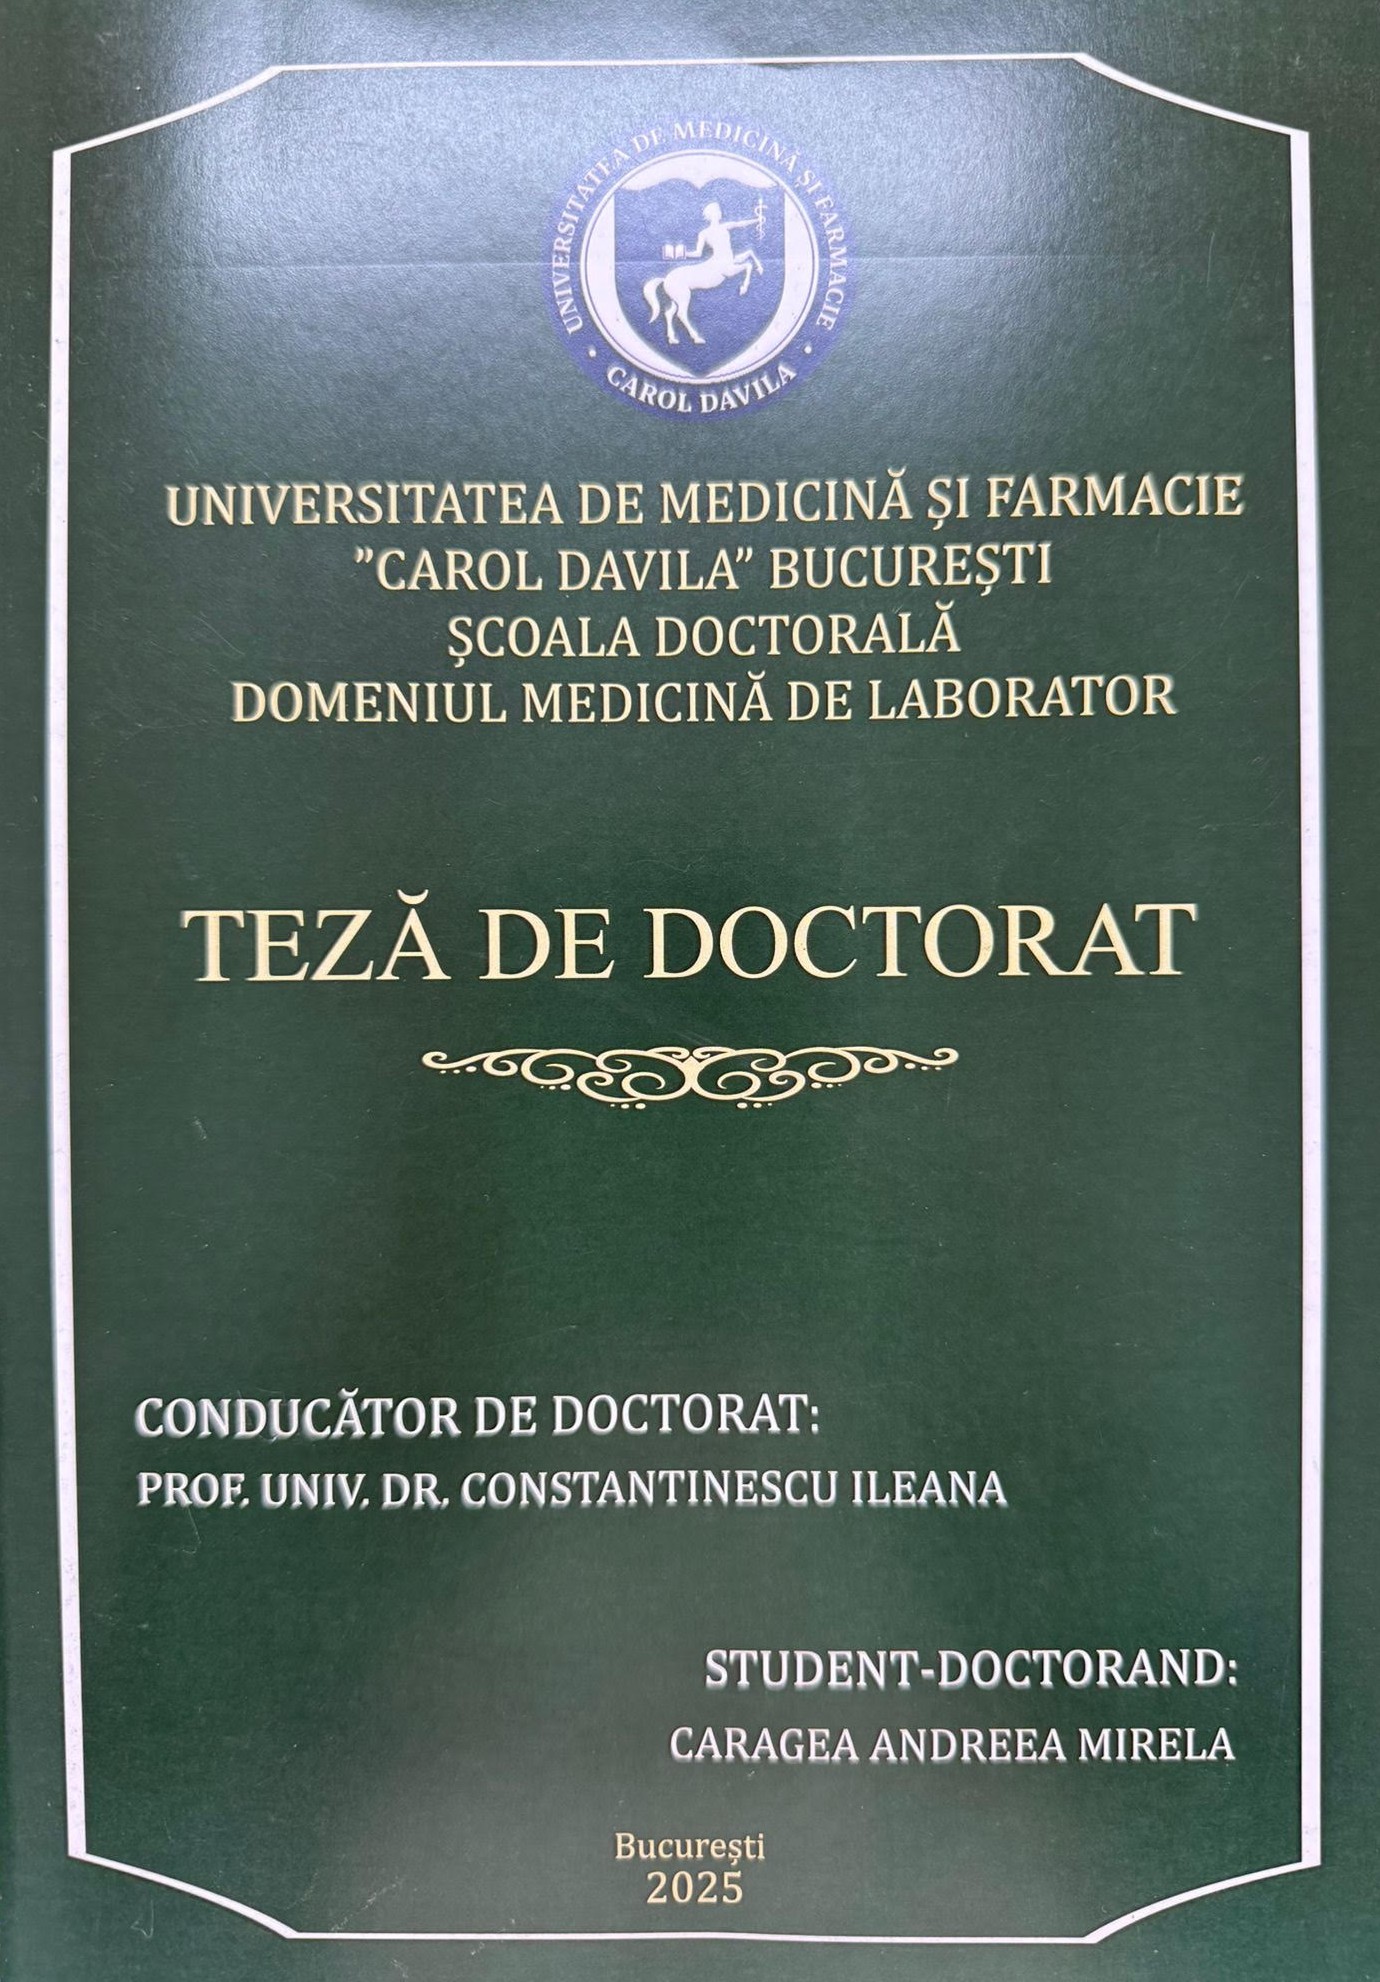 UNIVERSITATEA DE MEDICINĂ ȘI FARMACIE
• CAROL DAVILA •
UNIVERSITATEA DE MEDICINĂ ȘI FARMACIE
”CAROL DAVILA” BUCUREȘTI
ȘCOALA DOCTORALĂ
DOMENIUL MEDICINĂ DE LABORATOR
TEZĂ DE DOCTORAT
CONDUCĂTOR DE DOCTORAT:
PROF. UNIV. DR. CONSTANTINESCU ILEANA
STUDENT-DOCTORAND:
CARAGEA ANDREEA MIRELA
București
2025